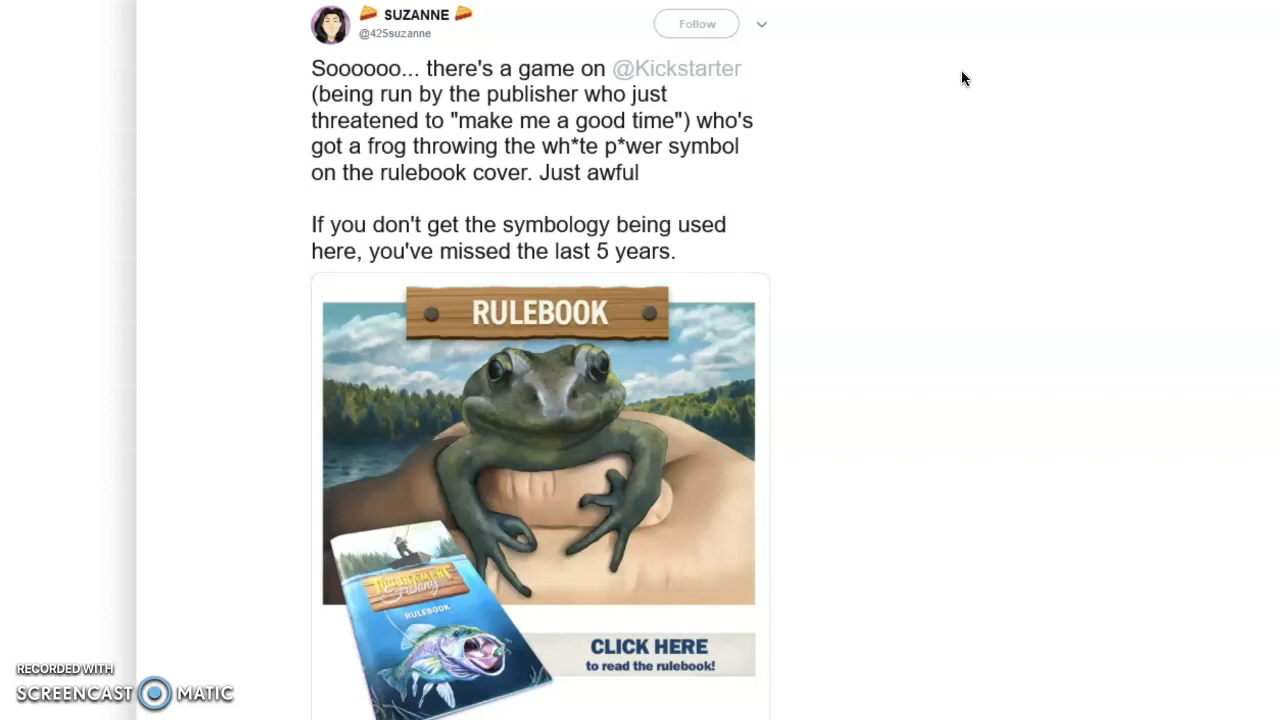 SUZANNE
@425suzanne
Follow
Soooooo... there's a game on @Kickstarter
(being run by the publisher who just
threatened to "make me a good time") who's
got a frog throwing the wh*te p*wer symbol
on the rulebook cover. Just awful
If you don't get the symbology being used
here, you've missed the last 5 years.
RULEBOOK
TOURNAMENT
Fishing
RULEBOOK
CLICK HERE
to read the rulebook!
RECORDED WITH
SCREENCAST MATIC